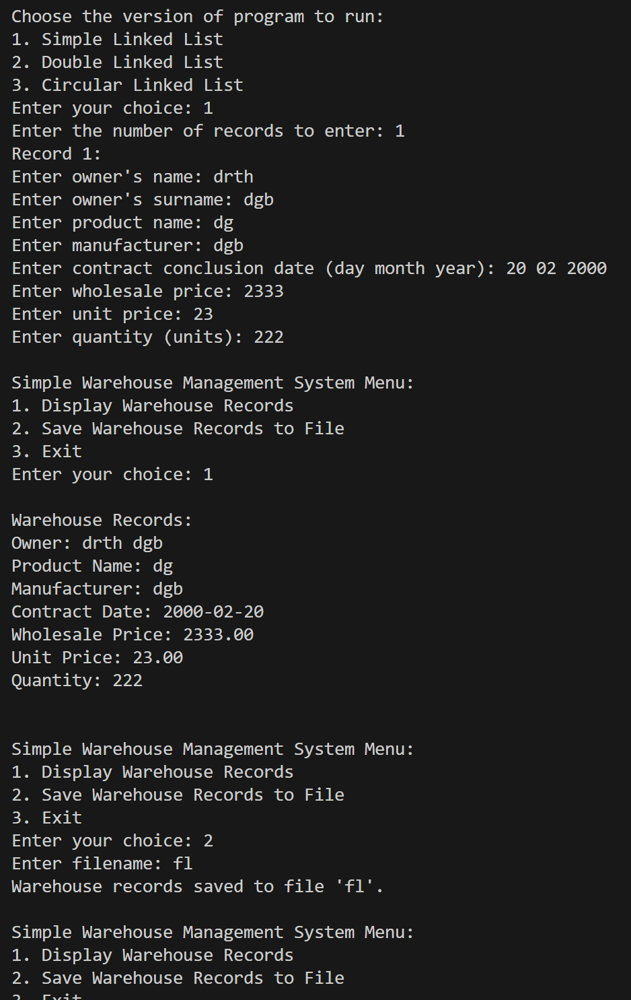 Choose the version of program to run:
1. Simple Linked List
2. Double Linked List
3. Circular Linked List
Enter your choice: 1
Enter the number of records to enter: 1
Record 1:
Enter owner's name: drth
Enter owner's surname: dgb
Enter product name: dg
Enter manufacturer: dgb
Enter contract conclusion date (day month year): 20 02 2000
Enter wholesale price: 2333
Enter unit price: 23
Enter quantity (units): 222

Simple Warehouse Management System Menu:
1. Display Warehouse Records
2. Save Warehouse Records to File
3. Exit
Enter your choice: 1

Warehouse Records:
Owner: drth dgb
Product Name: dg
Manufacturer: dgb
Contract Date: 2000-02-20
Wholesale Price: 2333.00
Unit Price: 23.00
Quantity: 222


Simple Warehouse Management System Menu:
1. Display Warehouse Records
2. Save Warehouse Records to File
3. Exit
Enter your choice: 2
Enter filename: fl
Warehouse records saved to file 'fl'.

Simple Warehouse Management System Menu:
1. Display Warehouse Records
2. Save Warehouse Records to File
3. Exit